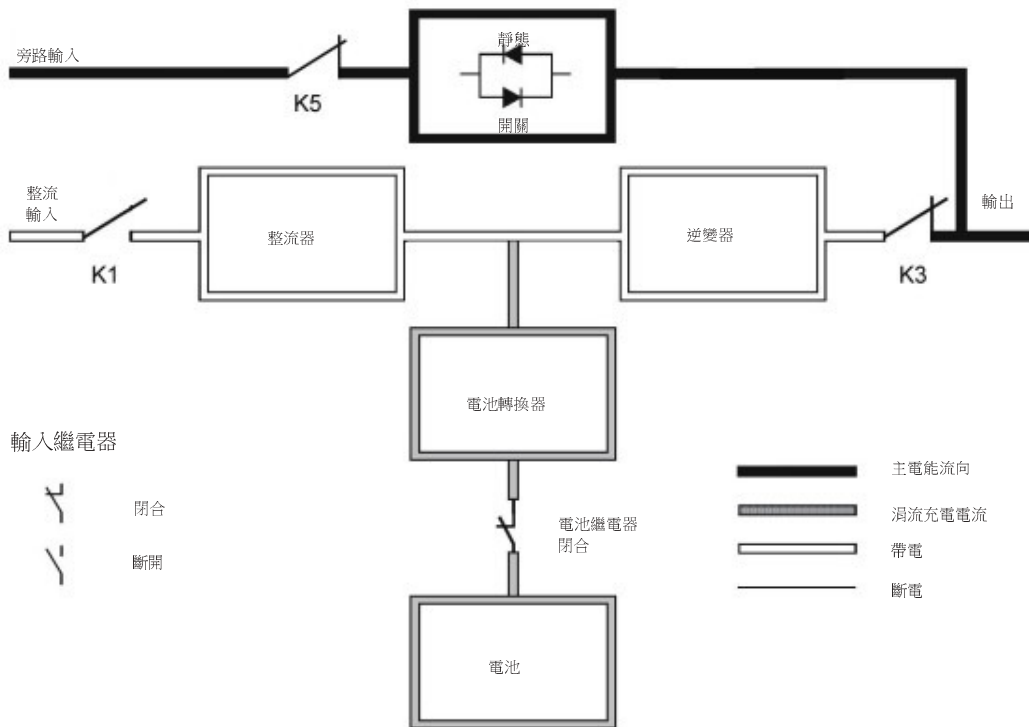 旁路輸入
靜態
K5
開關
整流
輸入
整流器
逆變器
輸出
K1
K3
電池轉換器
輸入繼電器
閉合
斷開
電池繼電器
閉合
主電能流向
涓流充電電流
帶電
斷電
電池